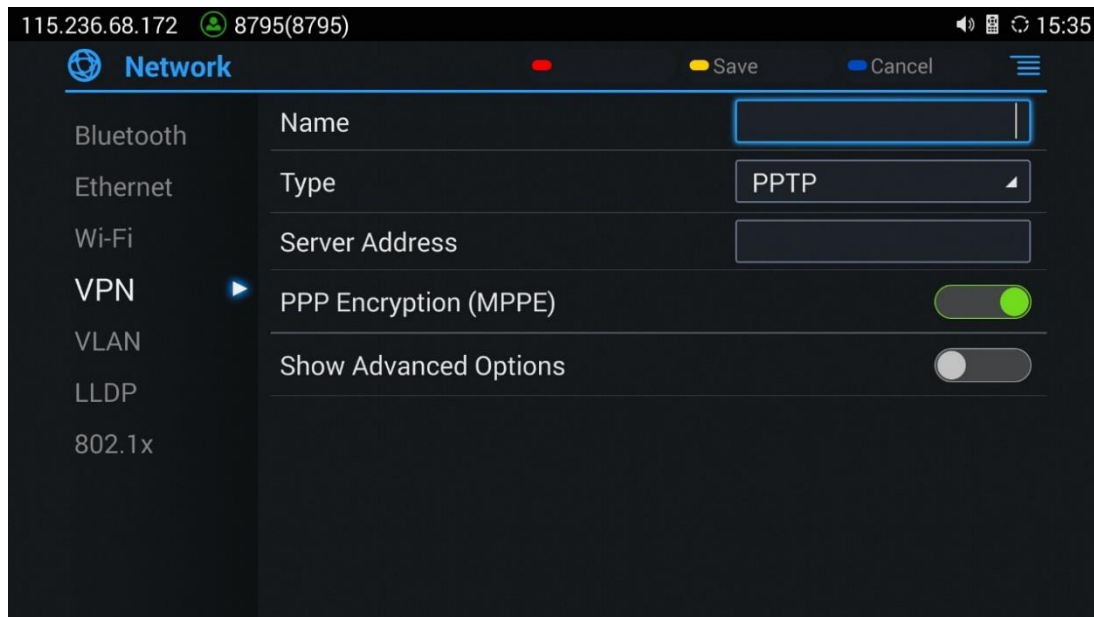 115.236.68.172 8795(8795) 15:35
Network Save Cancel
Bluetooth
Ethernet
Wi-Fi
VPN
VLAN
LLDP
802.1x
Name
Type PPTP
Server Address
PPP Encryption (MPPE)
Show Advanced Options